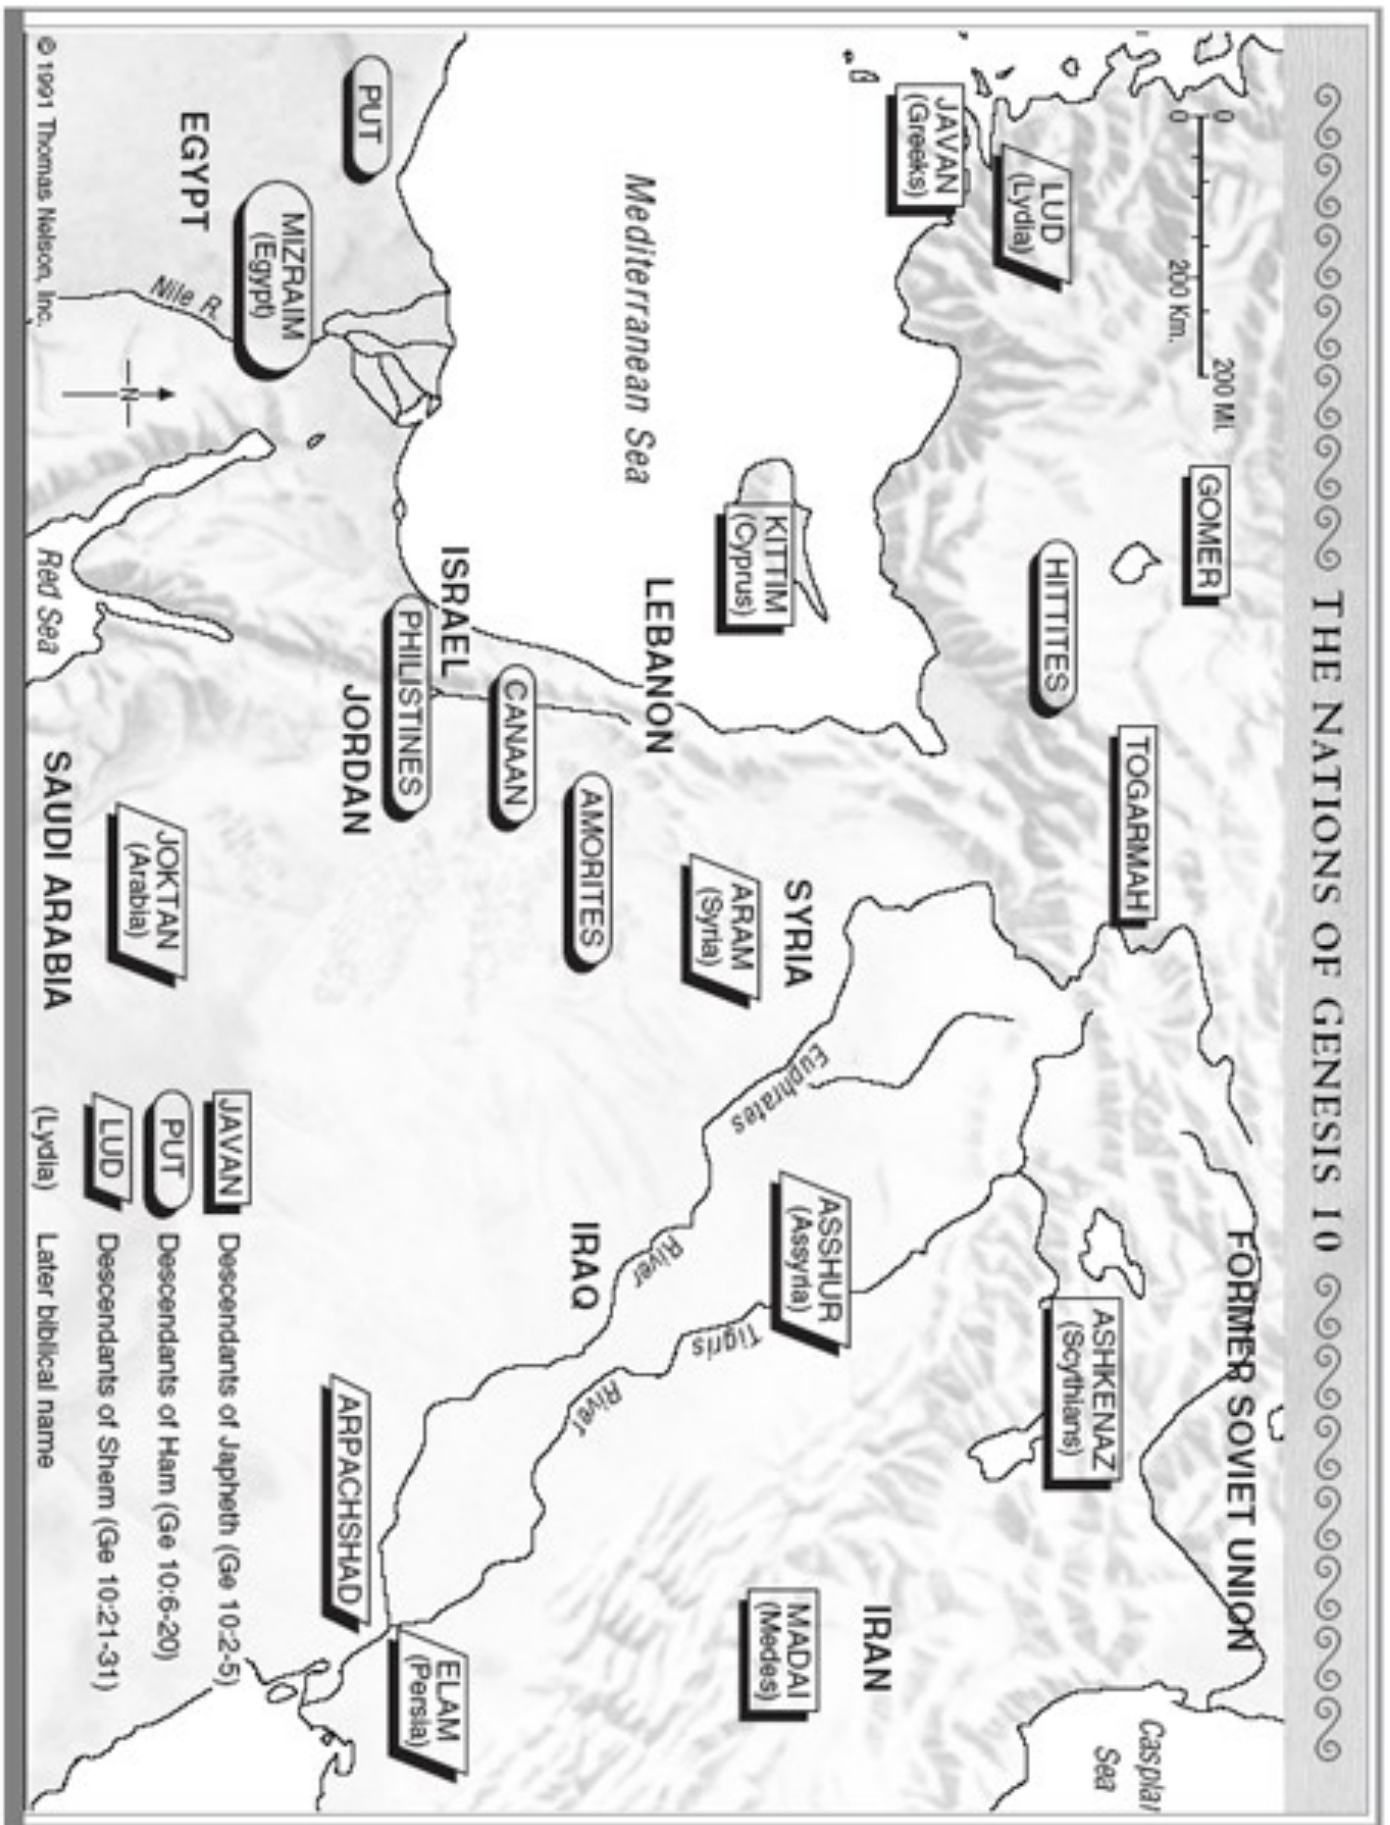 THE NATIONS OF GENESIS 10
0
200 Mi.
0
200 Km.
GOMER
FORMER SOVIET UNION
Caspian
Sea
LUD
(Lydia)
JAVAN
(Greeks)
HITTITES
TOGARMAH
ASHKENAZ
(Scythians)
KITTIM
(Cyprus)
Mediterranean Sea
LEBANON
SYRIA
ARAM
(Syria)
Euphrates
River
ASSHUR
(Assyria)
Tigris
River
IRAQ
IRAN
MADAI
(Medes)
AMORITES
CANAAN
ISRAEL
PHILISTINES
JORDAN
PUT
EGYPT
MIZRAIM
(Egypt)
Nile R.
N
Red Sea
SAUDI ARABIA
JOKTAN
(Arabia)
ARPACHSHAD
ELAM
(Persia)
JAVAN Descendants of Japheth (Ge 10:2-5)
PUT Descendants of Ham (Ge 10:6-20)
LUD Descendants of Shem (Ge 10:21-31)
(Lydia) Later biblical name
© 1991 Thomas Nelson, Inc.